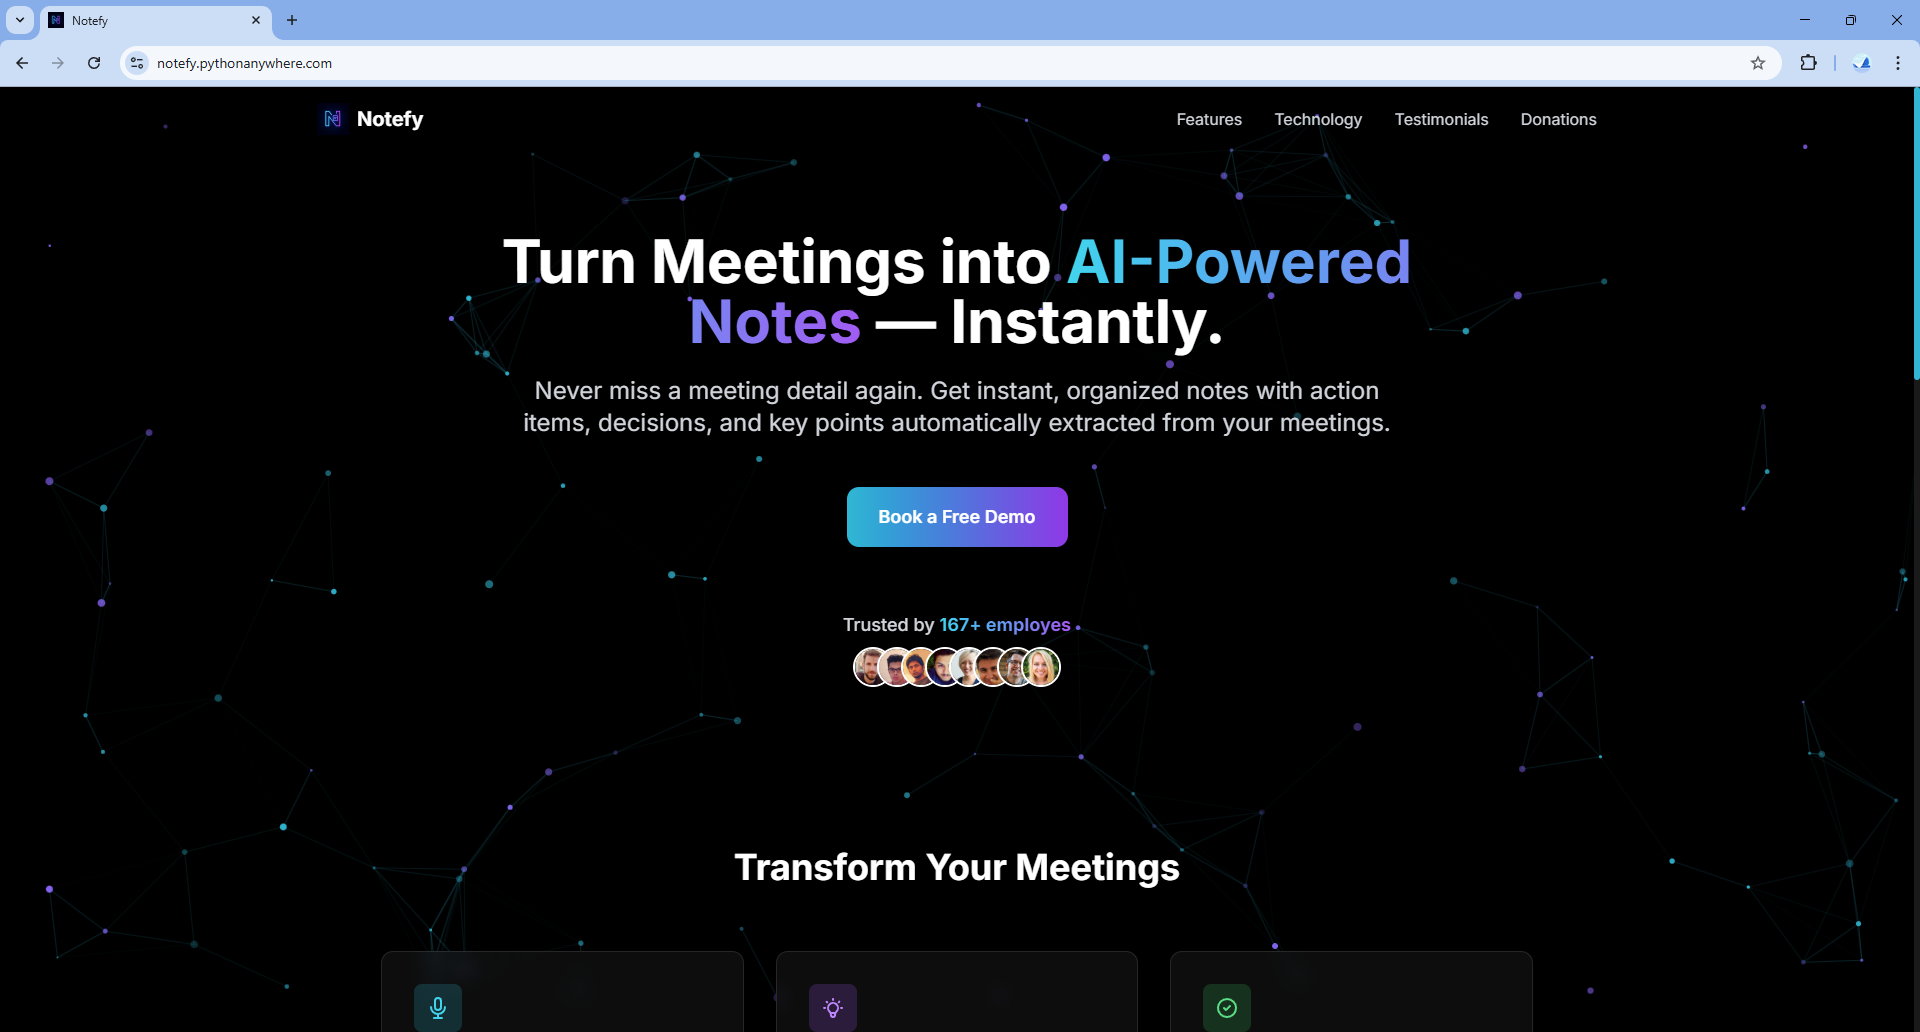 Notefy
notefy.pythonanywhere.com
Notefy
Features
Technology
Testimonials
Donations
Turn Meetings into AI-Powered
Notes — Instantly.
Never miss a meeting detail again. Get instant, organized notes with action
items, decisions, and key points automatically extracted from your meetings.
Book a Free Demo
Trusted by 167+ employes
Transform Your Meetings